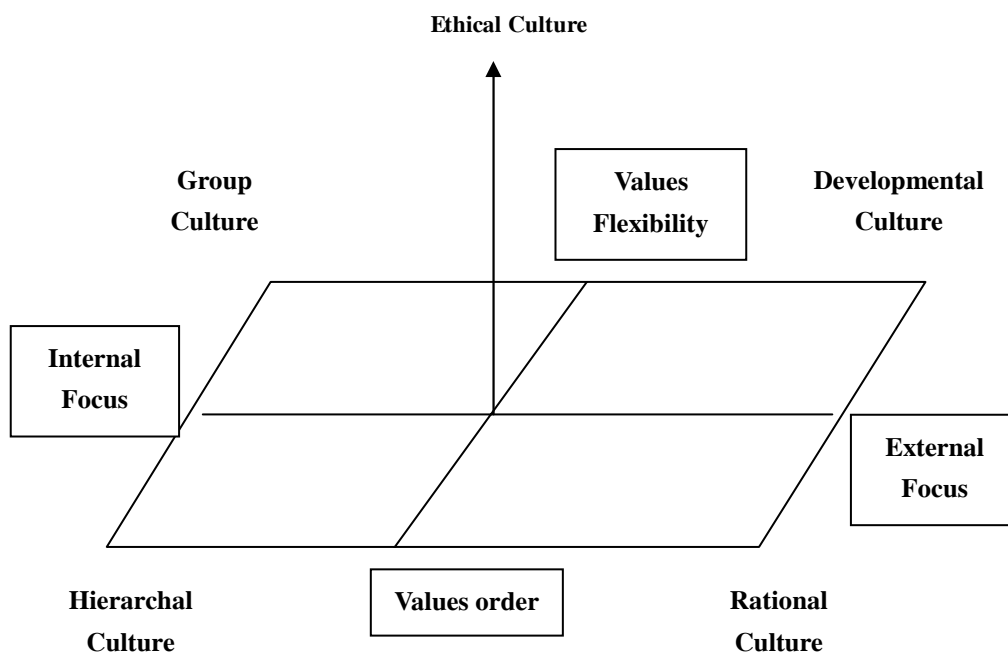 Ethical Culture
Group
Culture
Values
Flexibility
Developmental
Culture
Internal
Focus
External
Focus
Hierarchal
Culture
Values order
Rational
Culture